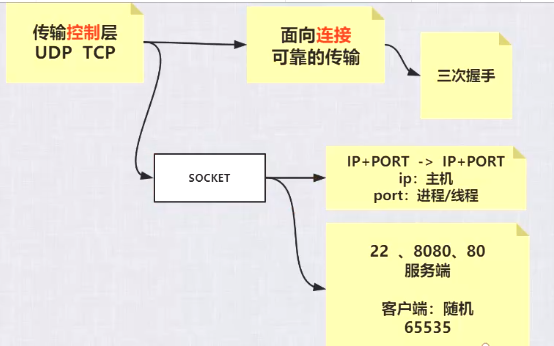 传输控制层
UDP TCP
面向连接
可靠的传输
三次握手
SOCKET
IP+PORT -> IP+PORT
ip：主机
port：进程/线程
22 、8080、80
服务端
客户端：随机
65535